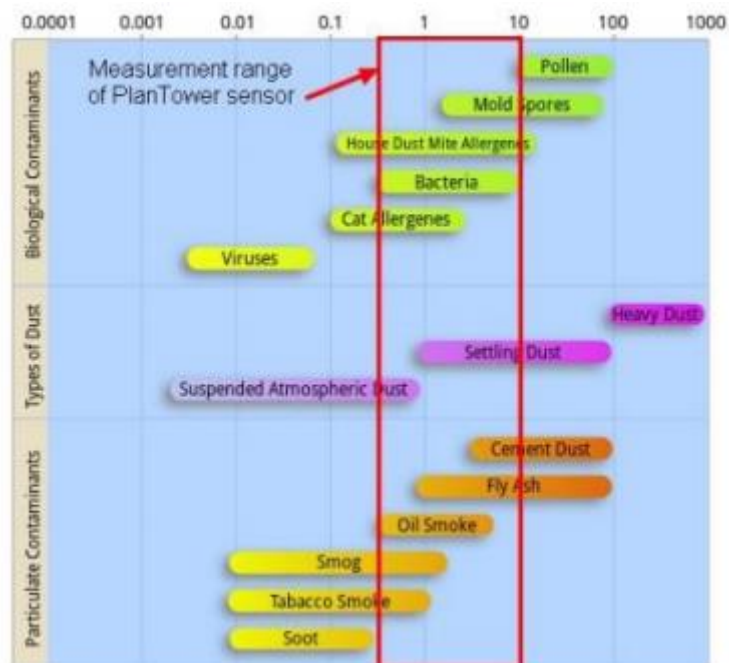 0.0001 0.001 0.01 0.1 1 10 100 1000
Measurement range
of PlanTower sensor
Biological Contaminants
Pollen
Mold Spores
House Dust Mite Allergenes
Bacteria
Cat Allergenes
Viruses
Types of Dust
Heavy Dust
Settling Dust
Suspended Atmospheric Dust
Particulate Contaminants
Cement Dust
Fly Ash
Oil Smoke
Smog
Tabacco Smoke
Soot